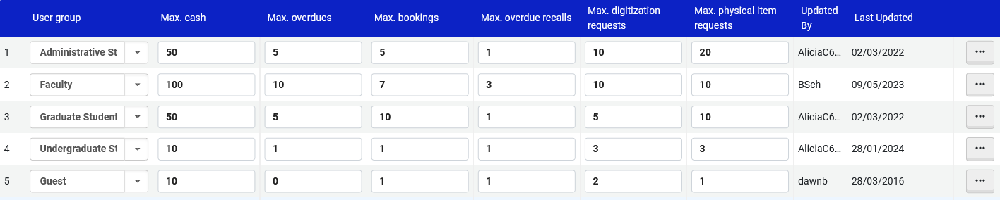 User group Max. cash Max. overdues Max. bookings Max. overdue recalls Max. digitization requests Max. physical item requests Updated By Last Updated
1 Administrative St 50 5 5 1 10 20 AliciaC6... 02/03/2022
2 Faculty 100 10 7 3 10 10 BSch 09/05/2023
3 Graduate Student 50 5 10 1 5 10 AliciaC6... 02/03/2022
4 Undergraduate St 10 1 1 1 3 3 AliciaC6... 28/01/2024
5 Guest 10 0 1 1 2 1 dawnb 28/03/2016